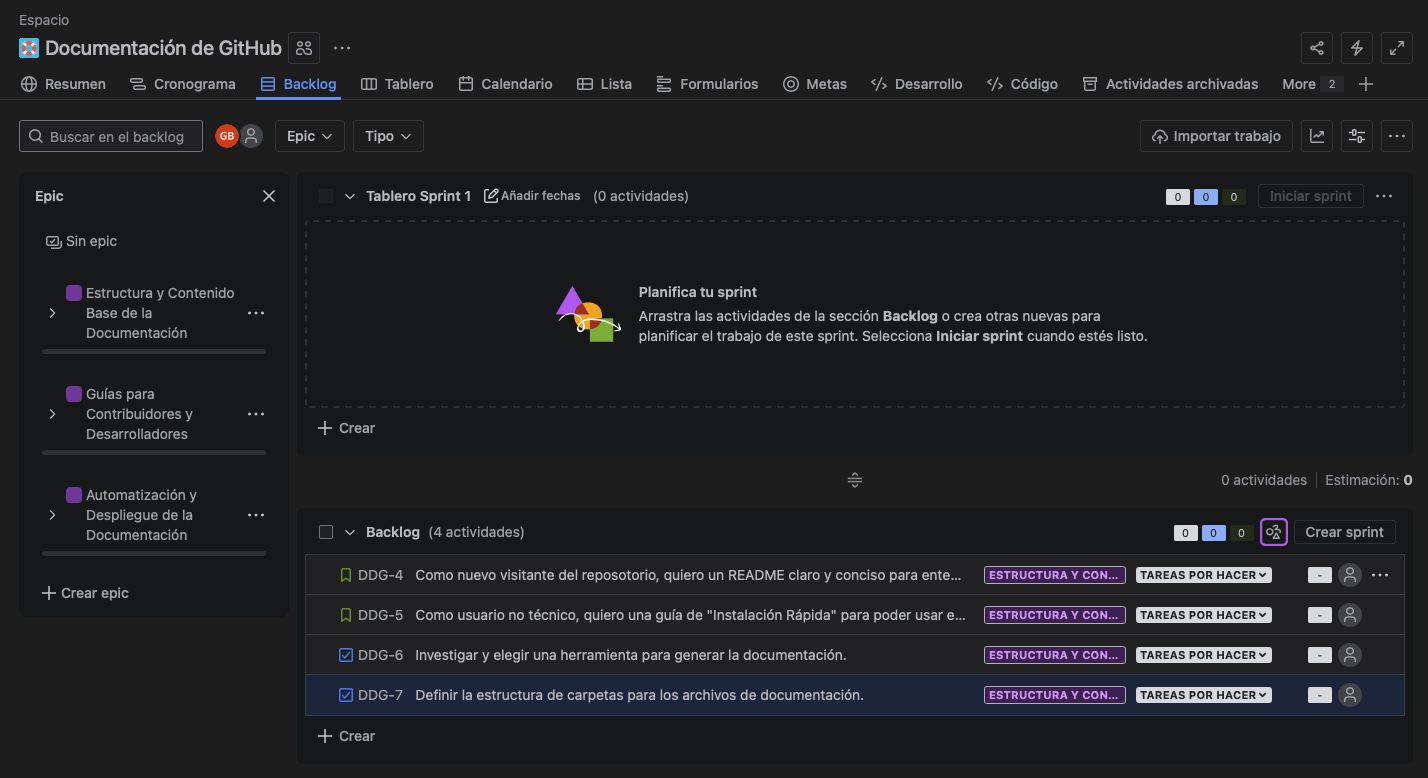 Espacio
Documentación de GitHub
Resumen
Cronograma
Backlog
Tablero
Calendario
Lista
Formularios
Metas
Desarrollo
Código
Actividades archivadas
More 2
Buscar en el backlog
GB
Epic
Tipo
Importar trabajo
Epic
Sin epic
Estructura y Contenido
Base de la
Documentación
Guías para
Contribuidores y
Desarrolladores
Automatización y
Despliegue de la
Documentación
Crear epic
Tablero Sprint 1 Añadir fechas (0 actividades)
0 0 0
Iniciar sprint
Planifica tu sprint
Arrastra las actividades de la sección Backlog o crea otras nuevas para
planificar el trabajo de este sprint. Selecciona Iniciar sprint cuando estés listo.
Crear
0 actividades Estimación: 0
Backlog (4 actividades)
0 0 0
Crear sprint
DDG-4 Como nuevo visitante del reposotorio, quiero un README claro y conciso para ente... ESTRUCTURA Y CON... TAREAS POR HACER -
DDG-5 Como usuario no técnico, quiero una guía de "Instalación Rápida" para poder usar e... ESTRUCTURA Y CON... TAREAS POR HACER -
DDG-6 Investigar y elegir una herramienta para generar la documentación. ESTRUCTURA Y CON... TAREAS POR HACER -
DDG-7 Definir la estructura de carpetas para los archivos de documentación. ESTRUCTURA Y CON... TAREAS POR HACER -
Crear